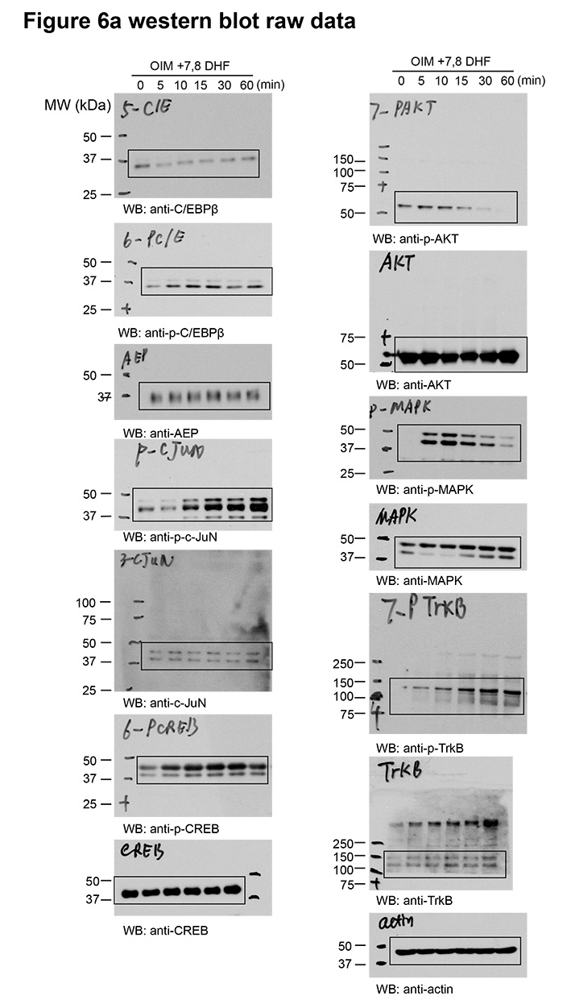 Figure 6a western blot raw data
OIM +7,8 DHF
0 5 10 15 30 60 (min)
MW (kDa)
5-C/E
50
37
25
WB: anti-C/EBPβ
6-PC/E
50
37
25
WB: anti-p-C/EBPβ
AEP
50
37
WB: anti-AEP
p-CJUN
50
37
WB: anti-p-c-JuN
3-CJUN
100
75
50
37
25
WB: anti-c-JuN
6-PCREB
50
37
25
WB: anti-p-CREB
CREB
50
37
WB: anti-CREB
OIM +7,8 DHF
0 5 10 15 30 60 (min)
7-PAKT
150
100
75
50
WB: anti-p-AKT
AKT
75
50
WB: anti-AKT
p-MAPK
50
37
25
WB: anti-p-MAPK
MAPK
50
37
WB: anti-MAPK
7-P TrKB
250
150
100
75
WB: anti-p-TrkB
TrKB
250
150
100
75
WB: anti-TrkB
actin
50
37
WB: anti-actin